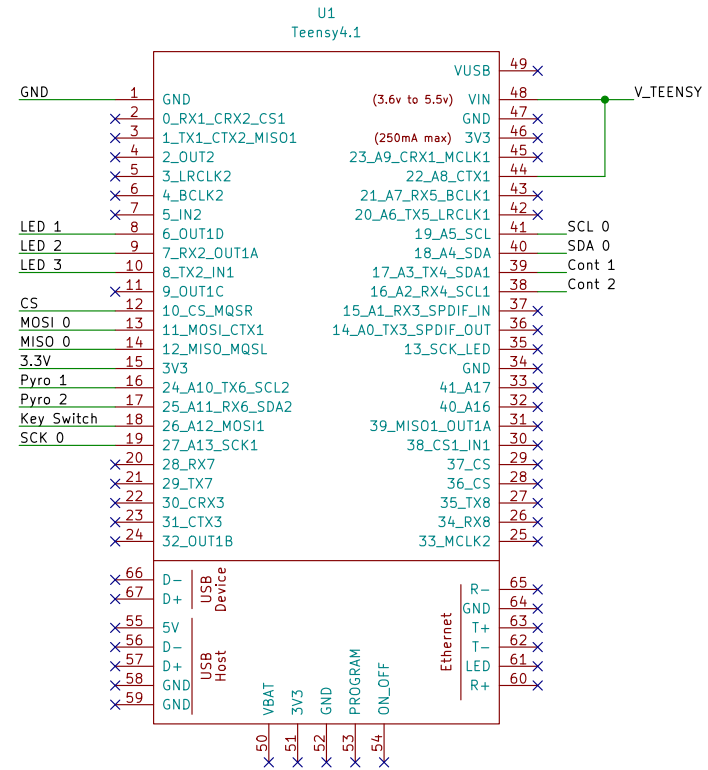 U1
Teensy4.1
49
VUSB
GND 1 GND (3.6v to 5.5v) VIN 48 V_TEENSY
2 0_RX1_CRX2_CS1 GND 47
3 1_TX1_CTX2_MISO1 (250mA max) 3V3 46
4 2_OUT2 23_A9_CRX1_MCLK1 45
5 3_LRCLK2 22_A8_CTX1 44
6 4_BCLK2 21_A7_RX5_BCLK1 43
7 5_IN2 20_A6_TX5_LRCLK1 42
LED 1 8 6_OUT1D 19_A5_SCL 41 SCL 0
LED 2 9 7_RX2_OUT1A 18_A4_SDA 40 SDA 0
LED 3 10 8_TX2_IN1 17_A3_TX4_SDA1 39 Cont 1
11 9_OUT1C 16_A2_RX4_SCL1 38 Cont 2
CS 12 10_CS_MQSR 15_A1_RX3_SPDIF_IN 37
MOSI 0 13 11_MOSI_CTX1 14_A0_TX3_SPDIF_OUT 36
MISO 0 14 12_MISO_MQSL 13_SCK_LED 35
3.3V 15 3V3 GND 34
Pyro 1 16 24_A10_TX6_SCL2 41_A17 33
Pyro 2 17 25_A11_RX6_SDA2 40_A16 32
Key Switch 18 26_A12_MOSI1 39_MISO1_OUT1A 31
SCK 0 19 27_A13_SCK1 38_CS1_IN1 30
20 28_RX7 37_CS 29
21 29_TX7 36_CS 28
22 30_CRX3 35_TX8 27
23 31_CTX3 34_RX8 26
24 32_OUT1B 33_MCLK2 25
66 D-
67 D+
USB
Device
55 5V
56 D-
57 D+
58 GND
59 GND
USB
Host
Ethernet
R- 65
GND 64
T+ 63
T- 62
LED 61
R+ 60
VBAT 50
3V3 51
GND 52
PROGRAM 53
ON_OFF 54